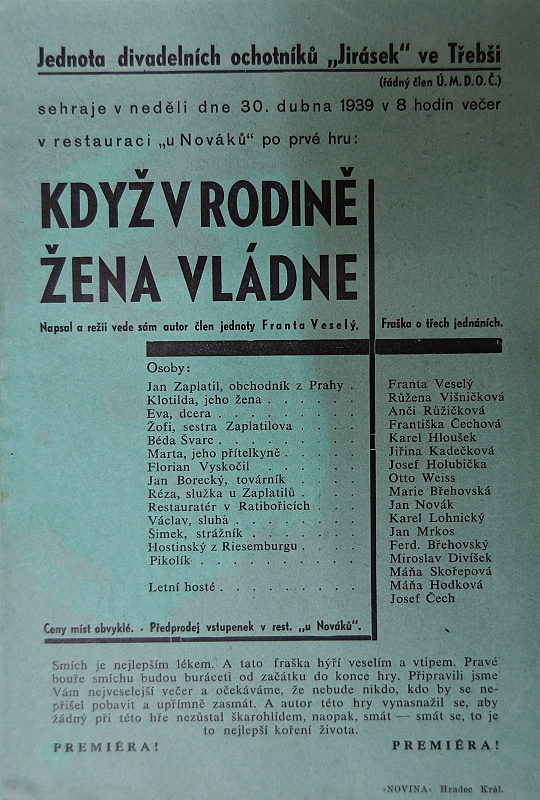 Jednota divadelních ochotníků „Jirásek“ ve Třebši
(řádný člen Ú. M. D. O. Č.)
sehraje v neděli dne 30. dubna 1939 v 8 hodin večer
v restauraci „u Nováků“ po prvé hru:
KDYŽ V RODINĚ
ŽENA VLÁDNE
Napsal a režii vede sám autor člen jednoty Franta Veselý.
Fraška o třech jednáních.
Osoby:
Jan Zaplatil, obchodník z Prahy . Franta Veselý
Klotilda, jeho žena . . . . . . . Růžena Višničková
Eva, dcera . . . . . . . . . . Anči Růžičková
Žofi, sestra Zaplatilova . . . . . Františka Čechová
Béda Švarc . . . . . . . . . . Karel Hloušek
Marta, jeho přítelkyně . . . . . . Jiřina Kadečková
Florian Vyskočil . . . . . . . . Josef Holubička
Jan Borecký, továrník . . . . . . Otto Weiss
Réza, služka u Zaplatilů . . . . . Marie Břehovská
Restauratér v Ratibořicích . . . . Jan Novák
Václav, sluha . . . . . . . . . Karel Lohnický
Šimek, strážník . . . . . . . . Jan Mrkos
Hostinský z Riesemburgu . . . . . Ferd. Břehovský
Pikolík . . . . . . . . . . . Miroslav Divíšek
Máňa Skořepová
Letní hosté . . . . . . . . . . Máňa Hodková
Josef Čech
Ceny míst obvyklé. - Předprodej vstupenek v rest. „u Nováků“.
Smích je nejlepším lékem. A tato fraška hýří veselím a vtipem. Pravé
bouře smíchu budou buráceti od začátku do konce hry. Připravili jsme
Vám nejveselejší večer a očekáváme, že nebude nikdo, kdo by se ne-
přišel pobavit a upřímně zasmát. A autor této hry vynasnažil se, aby
žádný při této hře nezůstal škarohlídem, naopak, smát — smát se, to je
to nejlepší koření života.
PREMIÉRA! PREMIÉRA!
»NOVINA« Hradec Král.